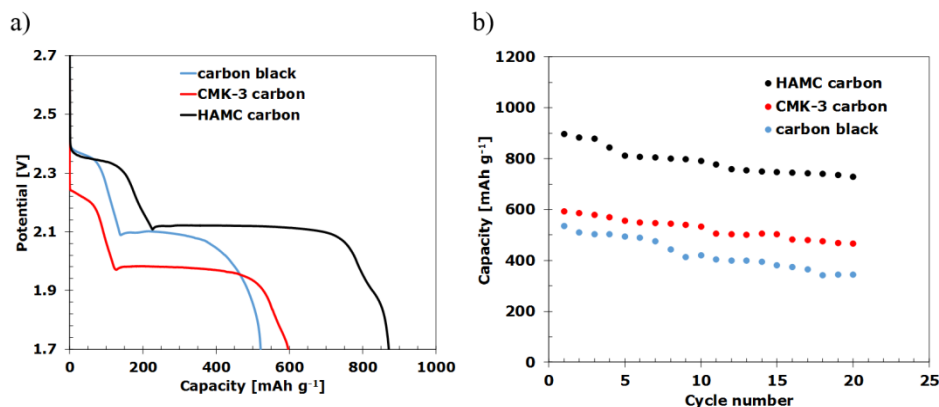 a)
2.7
2.5
2.3
2.1
1.9
1.7
Potential [V]
carbon black
CMK-3 carbon
HAMC carbon
0 200 400 600 800 1000
Capacity [mAh g⁻¹]
b)
1200
1000
800
600
400
200
0
Capacity [mAh g⁻¹]
HAMC carbon
CMK-3 carbon
carbon black
0 5 10 15 20 25
Cycle number